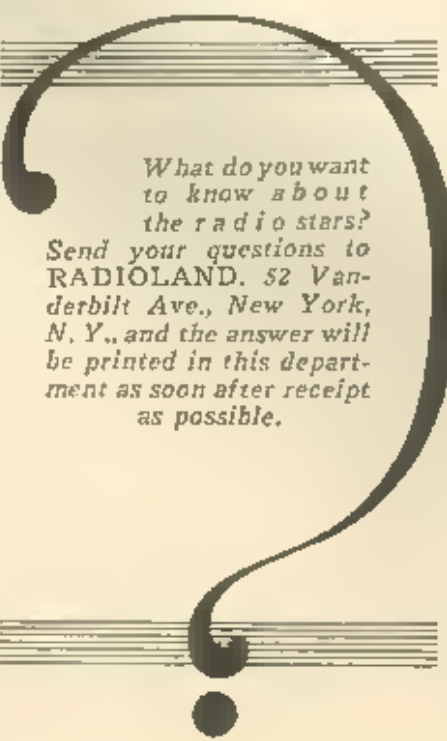 What do you want
to know about
the radio stars?
Send your questions to
RADIOLAND. 52 Van-
derbilt Ave., New York,
N. Y., and the answer will
be printed in this depart-
ment as soon after receipt
as possible.